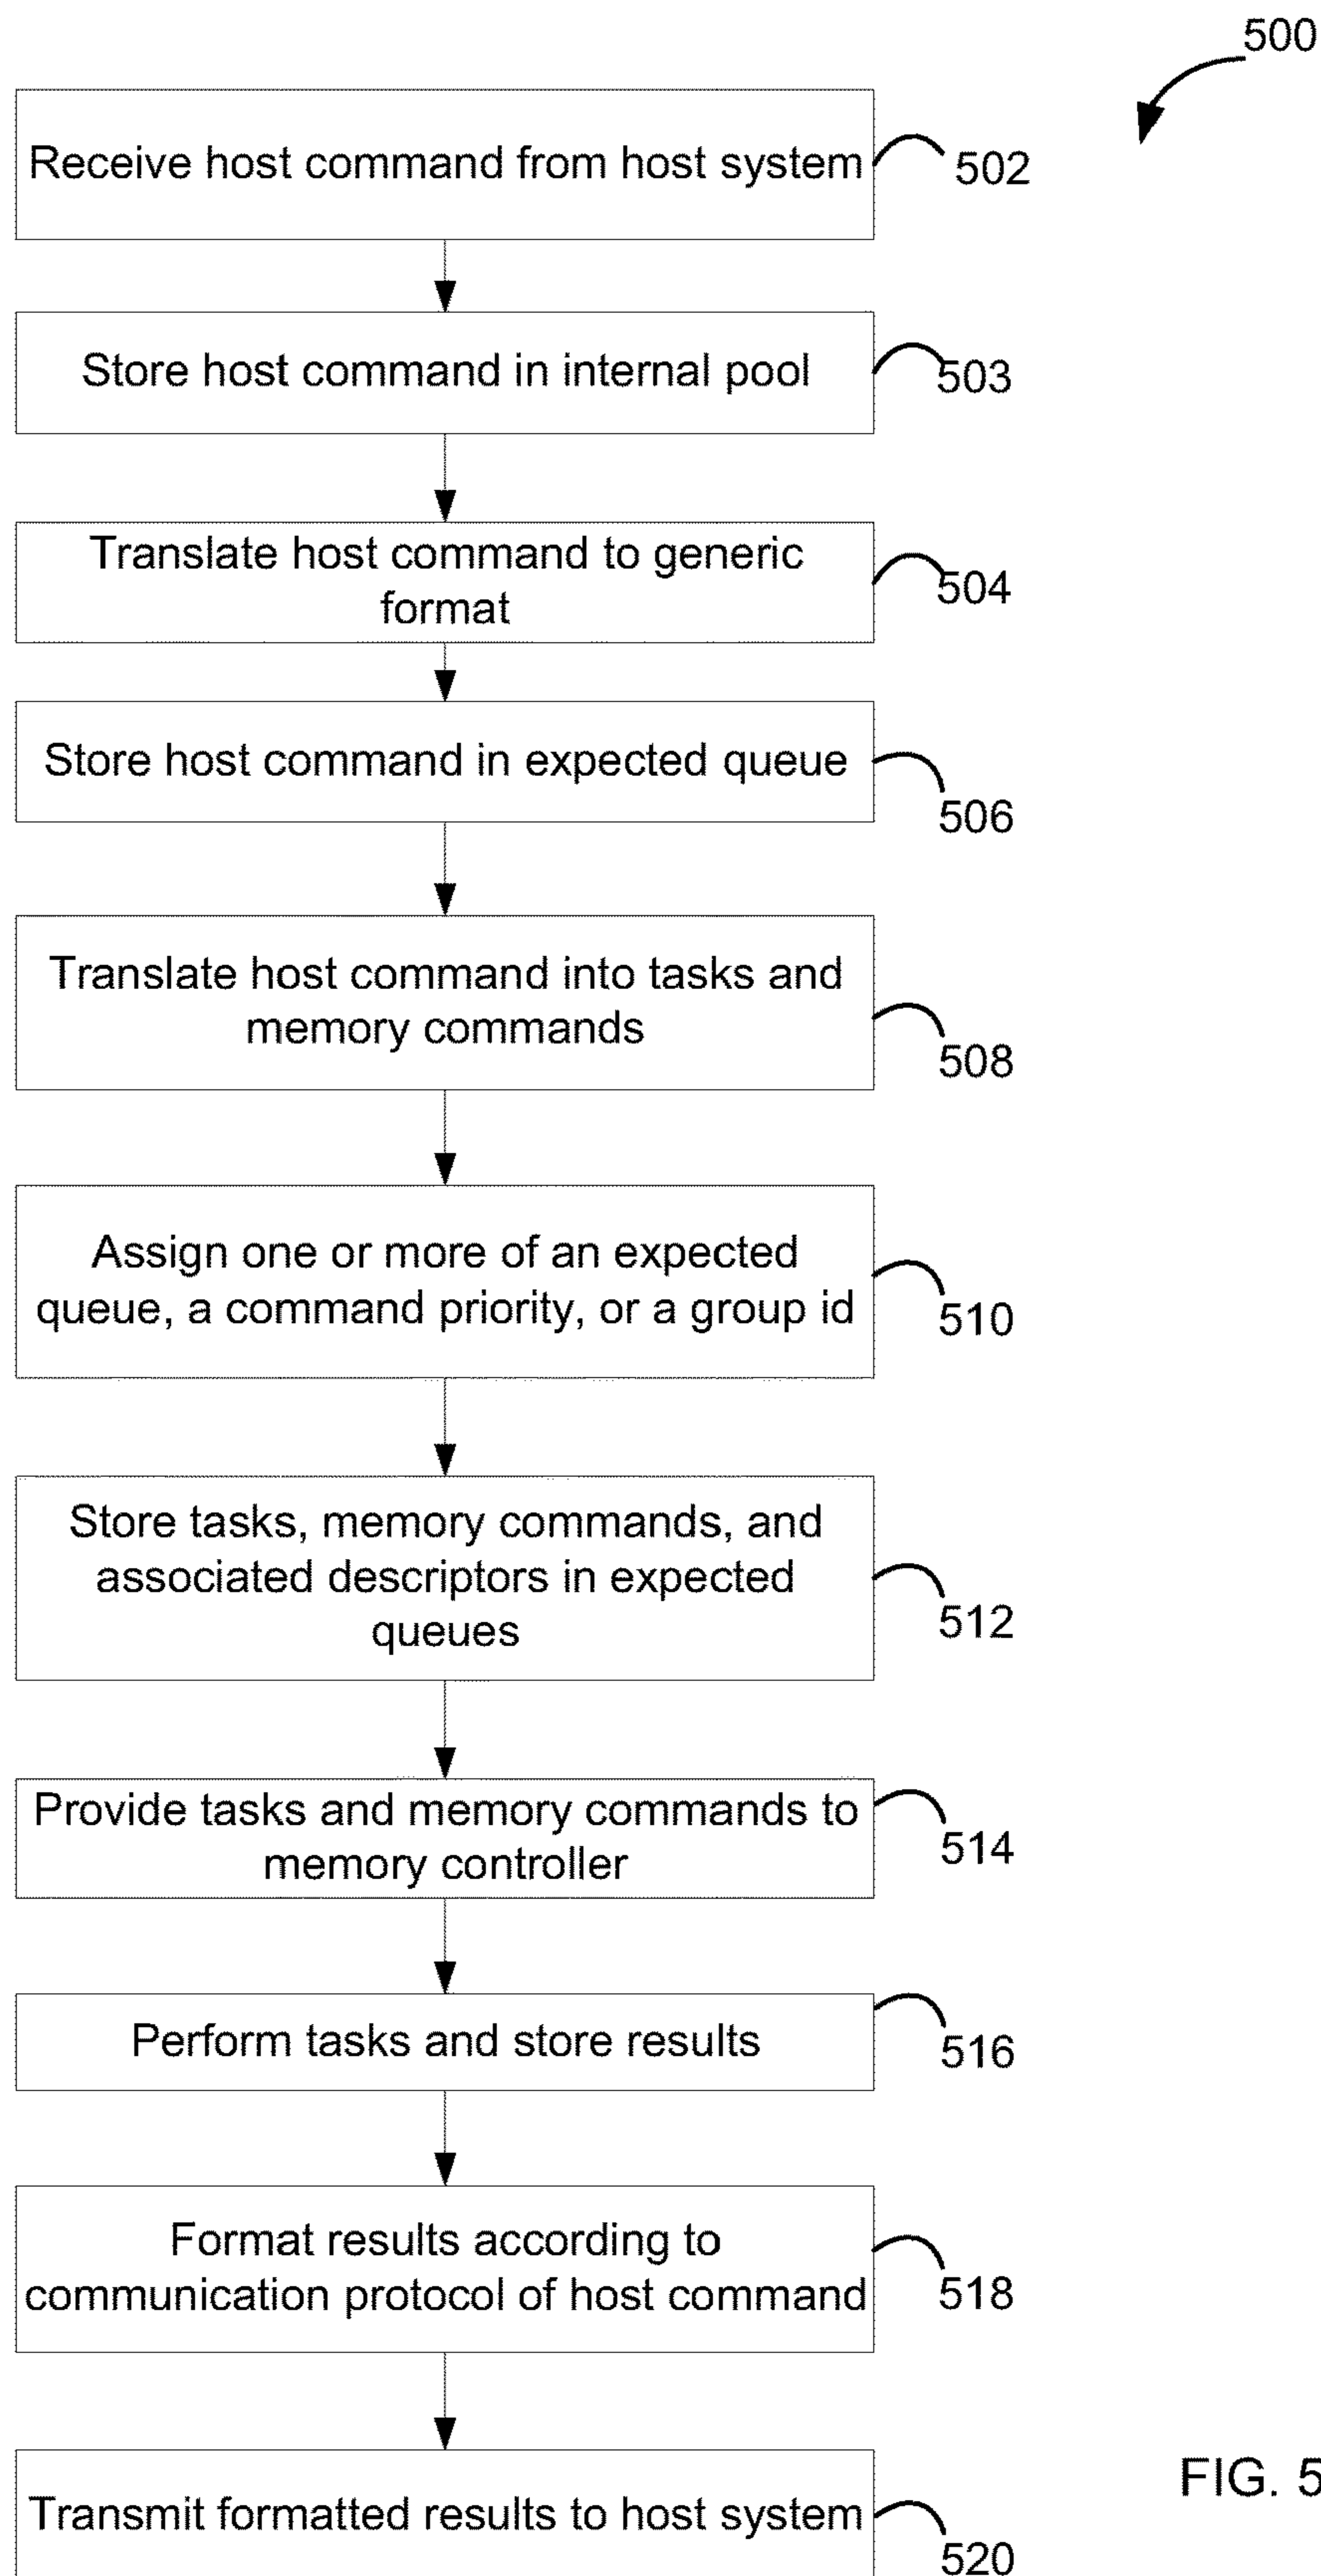 500
Receive host command from host system
502
Store host command in internal pool
503
Translate host command to generic
format
504
Store host command in expected queue
506
Translate host command into tasks and
memory commands
508
Assign one or more of an expected
queue, a command priority, or a group id
510
Store tasks, memory commands, and
associated descriptors in expected
queues
512
Provide tasks and memory commands to
memory controller
514
Perform tasks and store results
516
Format results according to
communication protocol of host command
518
Transmit formatted results to host system
520
FIG. 5